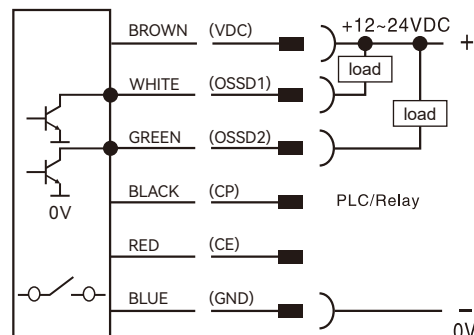 BROWN (VDC) +12~24VDC +
load
WHITE (OSSD1)
load
GREEN (OSSD2)
BLACK (CP) PLC/Relay
0V
RED (CE)
BLUE (GND) -
0V